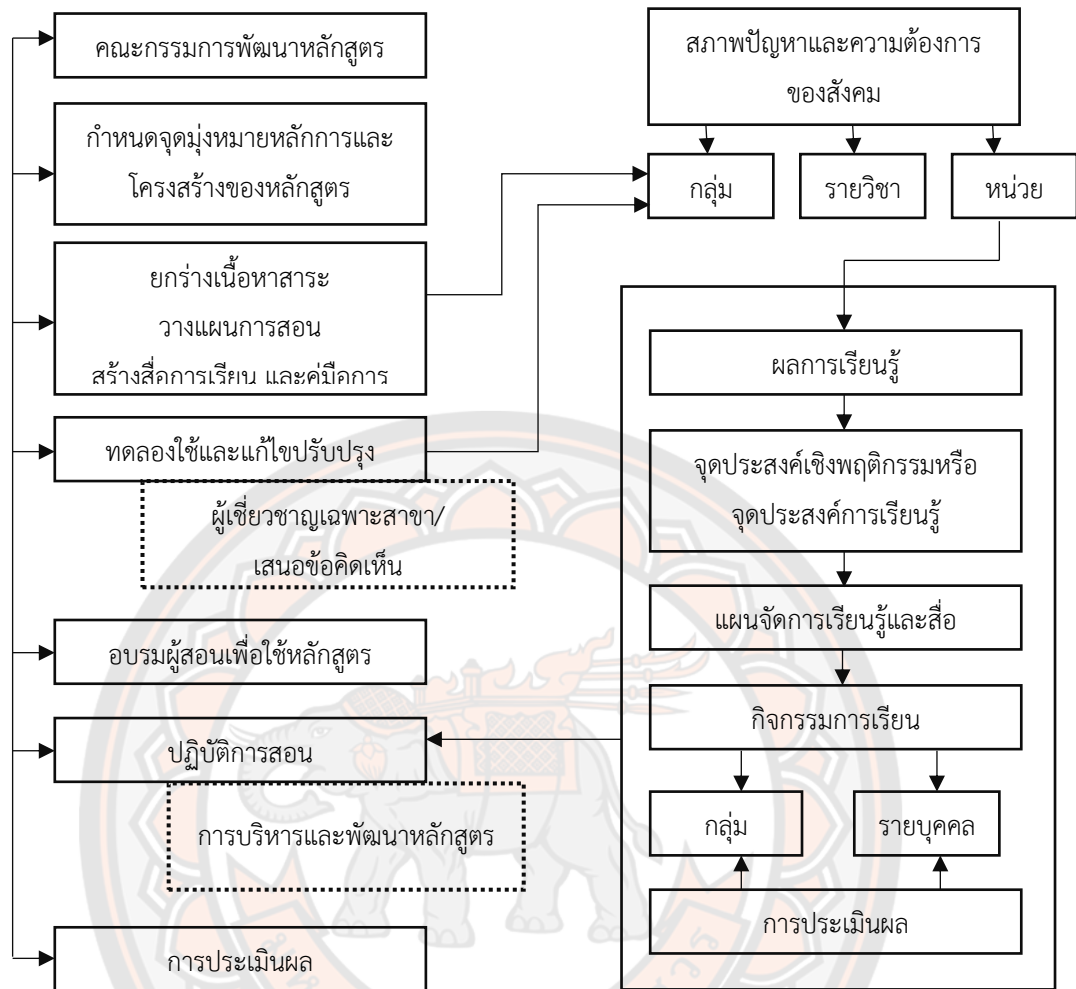 คณะกรรมการพัฒนาหลักสูตร
กำหนดจุดมุ่งหมายหลักการและ
โครงสร้างของหลักสูตร
ยกร่างเนื้อหาสาระ
วางแผนการสอน
สร้างสื่อการเรียน และคู่มือการ
ทดลองใช้และแก้ไขปรับปรุง
ผู้เชี่ยวชาญเฉพาะสาขา/
เสนอข้อคิดเห็น
อบรมผู้สอนเพื่อใช้หลักสูตร
ปฏิบัติการสอน
การบริหารและพัฒนาหลักสูตร
การประเมินผล
สภาพปัญหาและความต้องการ
ของสังคม
กลุ่ม
รายวิชา
หน่วย
ผลการเรียนรู้
จุดประสงค์เชิงพฤติกรรมหรือ
จุดประสงค์การเรียนรู้
แผนจัดการเรียนรู้และสื่อ
กิจกรรมการเรียน
กลุ่ม
รายบุคคล
การประเมินผล